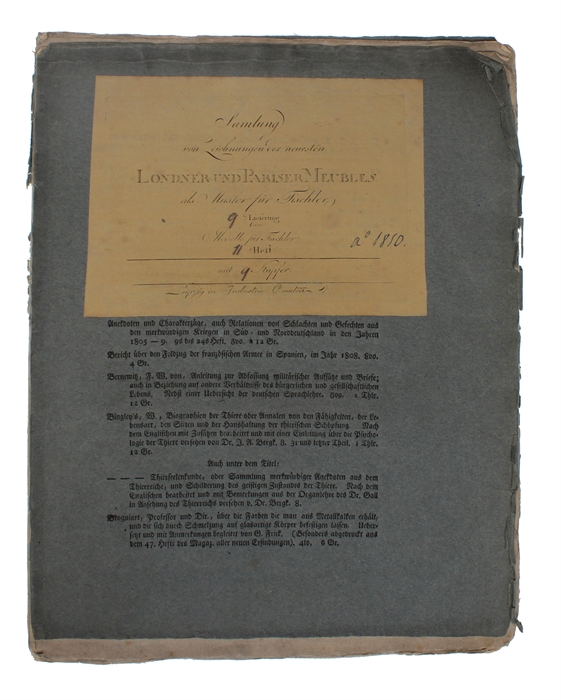 Samlung
von Zeichnungen der neuesten
LONDNER UND PARISER MEUBLES
als Muster für Tischler,
9 Lieferung
für Tischler
11 Heft
a° 1810.
mit 9 Kupfer
Leipzig im Industrie Comtoir
Anekdoten und Charakterzüge, auch Relationen von Schlachten und Gefechten aus
den merkwürdigen Kriegen in Süd- und Norddeutschland in den Jahren
1805 — 9. 9s bis 24s Heft. 8vo. à 12 Gr.
Bericht über den Feldzug der französischen Armee in Spanien, im Jahr 1808. 8vo.
4 Gr.
Bernewitz, F. W. von, Anleitung zur Abfassung militärischer Aufsätze und Briefe;
auch in Beziehung auf andere Verhältnisse des bürgerlichen und gesellschaftlichen
Lebens. Nebst einer Uebersicht der deutschen Sprachlehre. 8vo. 1 Thlr.
12 Gr.
Bingley's, W., Biographien der Thiere oder Annalen von den Fähigkeiten, der Le-
bensart, den Sitten und der Haushaltung der thierischen Schöpfung. Nach
dem Englischen mit Zusätzen bearbeitet und mit einer Einleitung über die Psycho-
logie der Thiere versehen von Dr. J. A. Bergk. 8. 3r und letzter Theil. 1 Thlr.
12 Gr.
Auch unter dem Titel:
— — — Thierseelenkunde, oder Sammlung merkwürdiger Anekdoten aus dem
Thierreiche, und Schilderung des geistigen Zustandes der Thiere. Nach dem
Englischen bearbeitet und mit Bemerkungen aus der Organlehre des Dr. Gall
in Ansehung des Thierreichs versehen v. Dr. Bergk. 8.
Brogniart, Professor und Dir., über die Farben die man aus Metallkalken erhält,
und die sich durch Schmelzung auf glasartige Körper befestigen lassen. Ueber-
setzt und mit Anmerkungen begleitet von G. Frick. (Besonders abgedruckt aus
dem 47. Hefte des Magaz. aller neuen Erfindungen). 4to. 6 Gr.